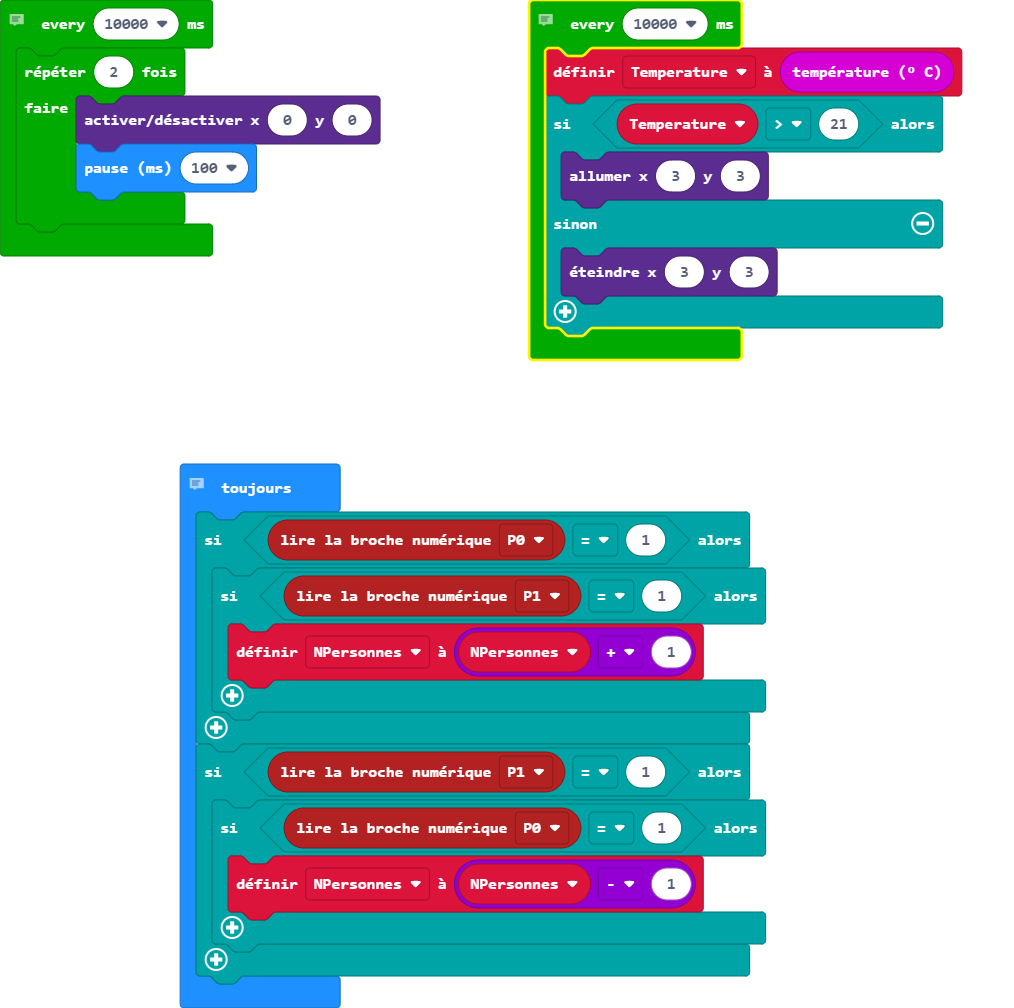 every 10000 ms
répéter 2 fois
faire
activer/désactiver x 0 y 0
pause (ms) 100
every 10000 ms
définir Temperature à température (º C)
si Temperature > 21 alors
allumer x 3 y 3
sinon
éteindre x 3 y 3
toujours
si lire la broche numérique P0 = 1 alors
si lire la broche numérique P1 = 1 alors
définir NPersonnes à NPersonnes + 1
si lire la broche numérique P1 = 1 alors
si lire la broche numérique P0 = 1 alors
définir NPersonnes à NPersonnes - 1